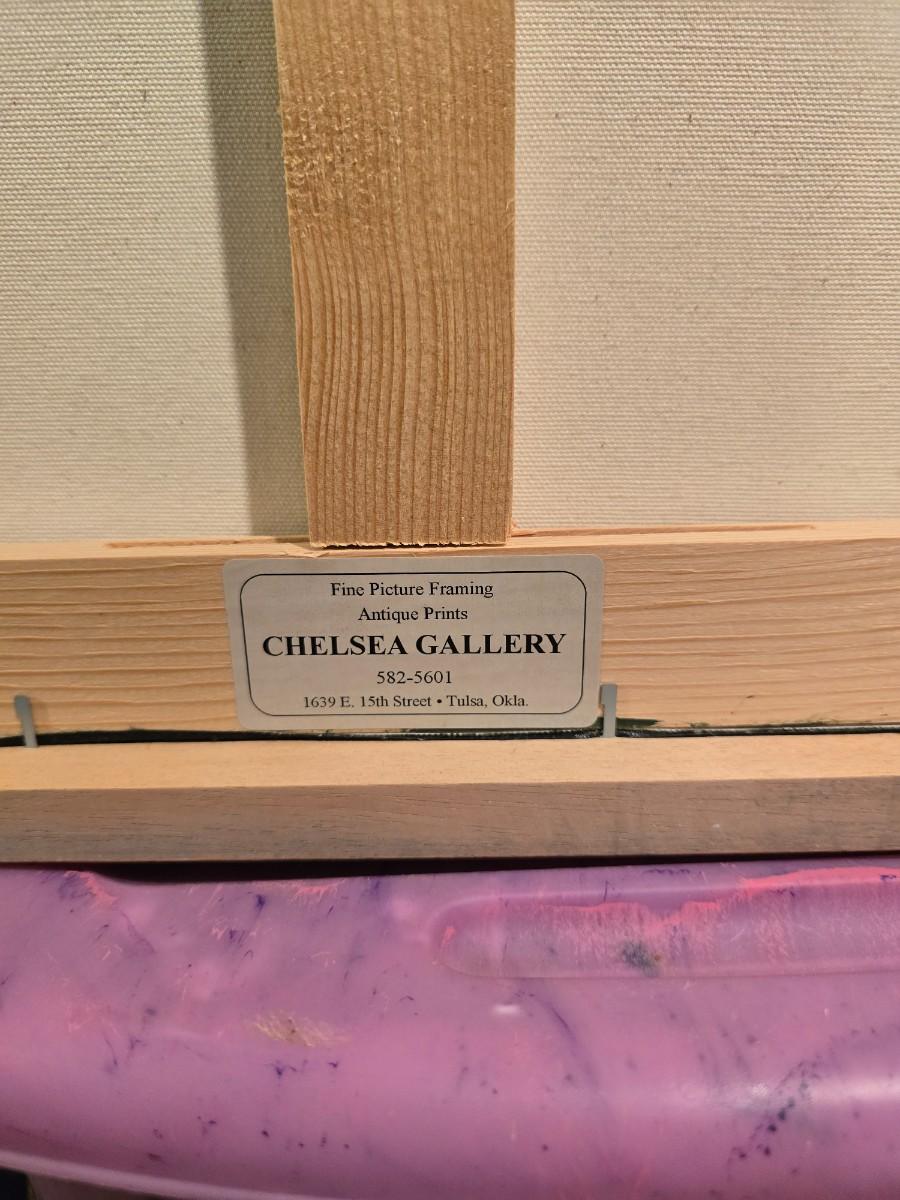 Fine Picture Framing
Antique Prints
CHELSEA GALLERY
582-5601
1639 E. 15th Street • Tulsa, Okla.